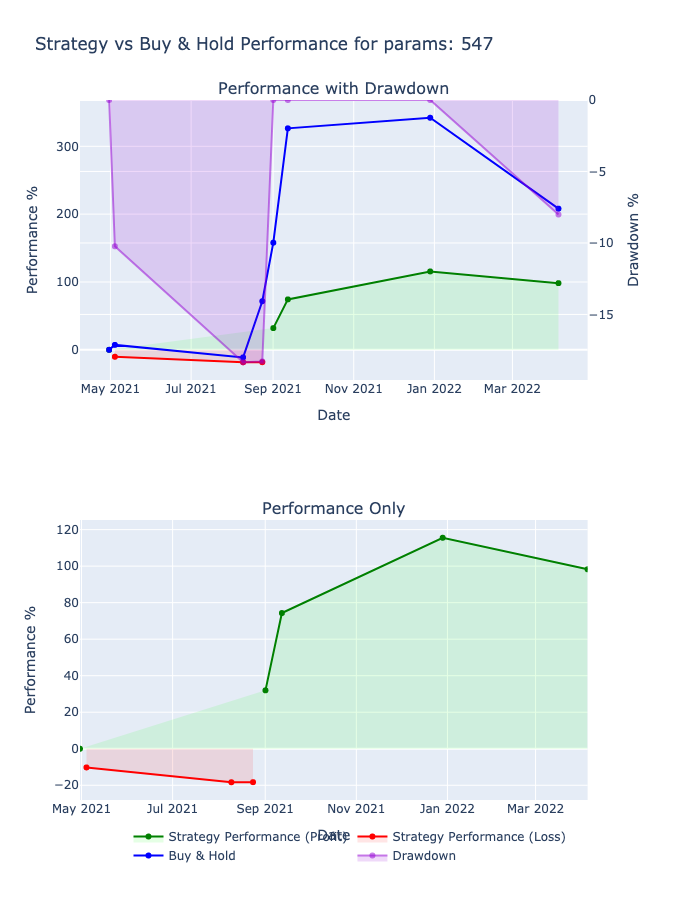 Strategy vs Buy & Hold Performance for params: 547
Performance with Drawdown
300
200
100
0
Performance %
0
−5
−10
−15
Drawdown %
May 2021
Jul 2021
Sep 2021
Nov 2021
Jan 2022
Mar 2022
Date
Performance Only
120
100
80
60
40
20
0
−20
Performance %
May 2021
Jul 2021
Sep 2021
Nov 2021
Jan 2022
Mar 2022
Date
Strategy Performance (Profit)
Strategy Performance (Loss)
Buy & Hold
Drawdown